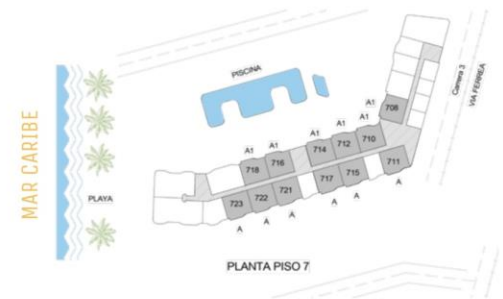 MAR CARIBE
PLAYA
PISCINA
Carrera 3
VIA FERREA
A1
708
A1 A1 A1
714 712 710
A1 A1
718 716
711
A
717 715
A A
723 722 721
A A A
PLANTA PISO 7